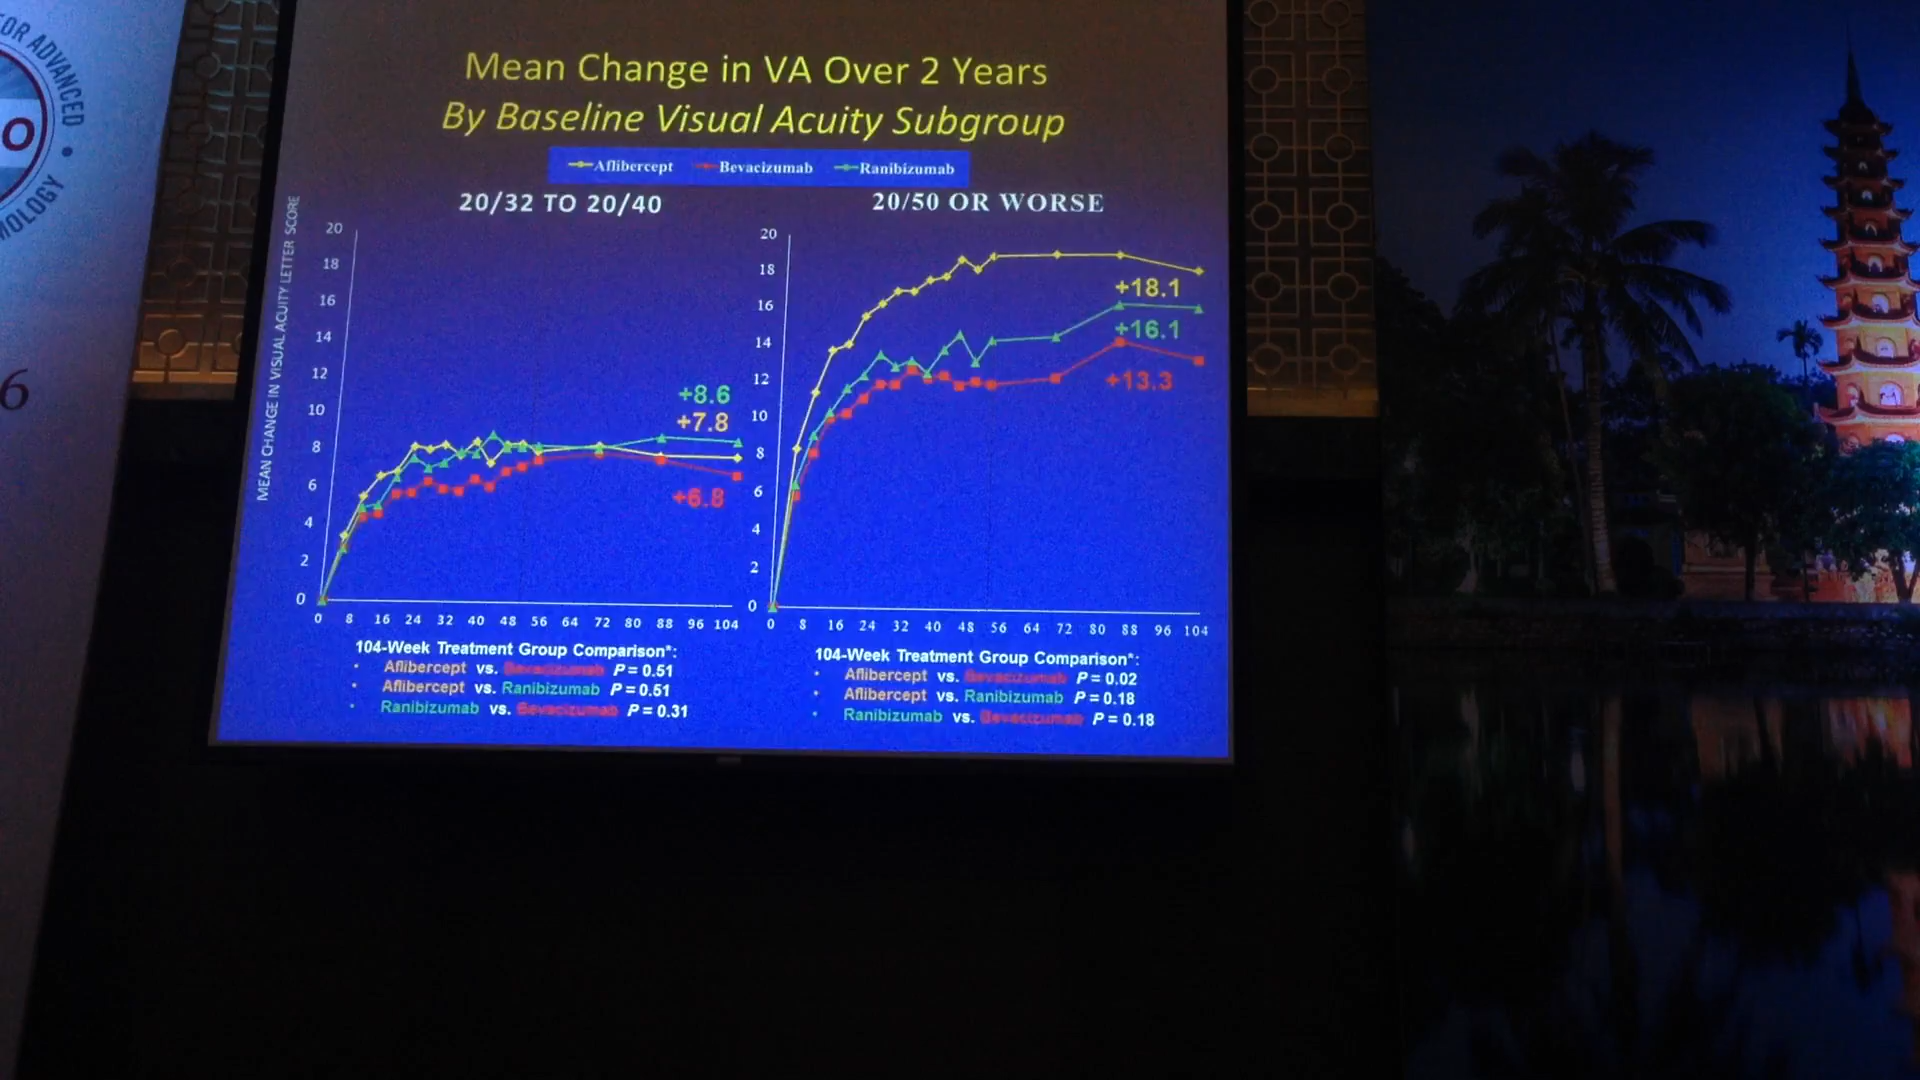 FOR ADVANCED
O
MOLOGY
6
Mean Change in VA Over 2 Years
By Baseline Visual Acuity Subgroup
Aflibercept Bevacizumab Ranibizumab
20/32 TO 20/40
20/50 OR WORSE
MEAN CHANGE IN VISUAL ACUITY LETTER SCORE
20
18
16
14
12
10
8
6
4
2
0
+8.6
+7.8
+6.8
0 8 16 24 32 40 48 56 64 72 80 88 96 104
20
18
16
14
12
10
8
6
4
2
0
+18.1
+16.1
+13.3
0 8 16 24 32 40 48 56 64 72 80 88 96 104
104-Week Treatment Group Comparison*:
• Aflibercept vs. Bevacizumab P = 0.51
• Aflibercept vs. Ranibizumab P = 0.51
• Ranibizumab vs. Bevacizumab P = 0.31
104-Week Treatment Group Comparison*:
• Aflibercept vs. Bevacizumab P = 0.02
• Aflibercept vs. Ranibizumab P = 0.18
• Ranibizumab vs. Bevacizumab P = 0.18